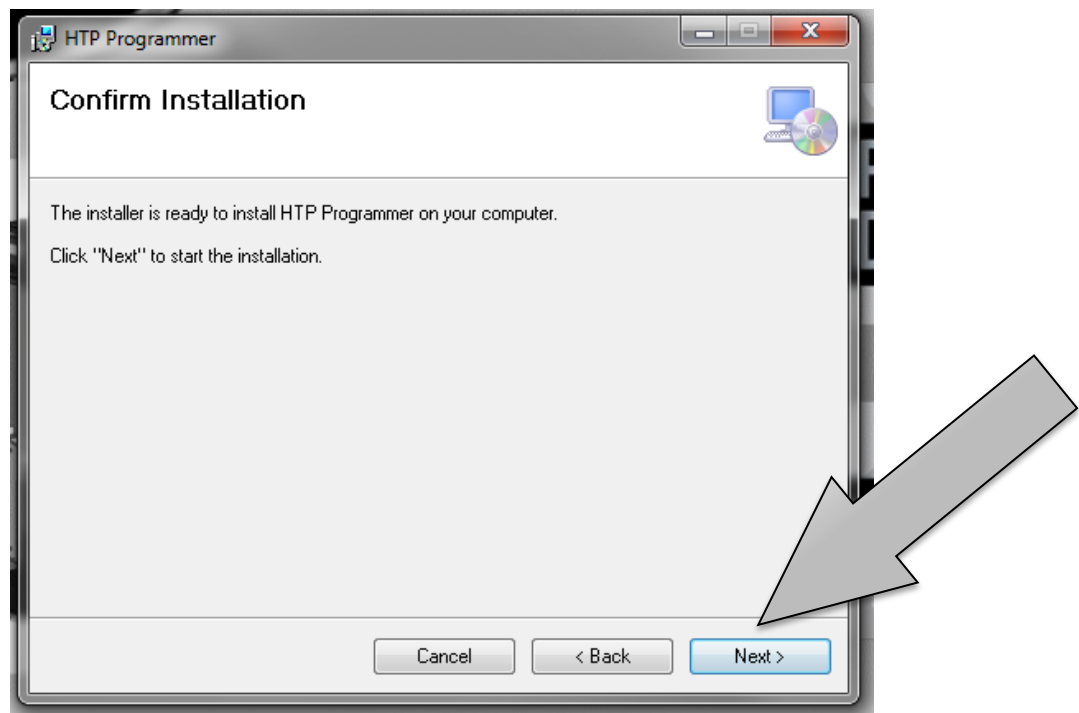 HTP Programmer
Confirm Installation
The installer is ready to install HTP Programmer on your computer.
Click "Next" to start the installation.
Cancel
< Back
Next >